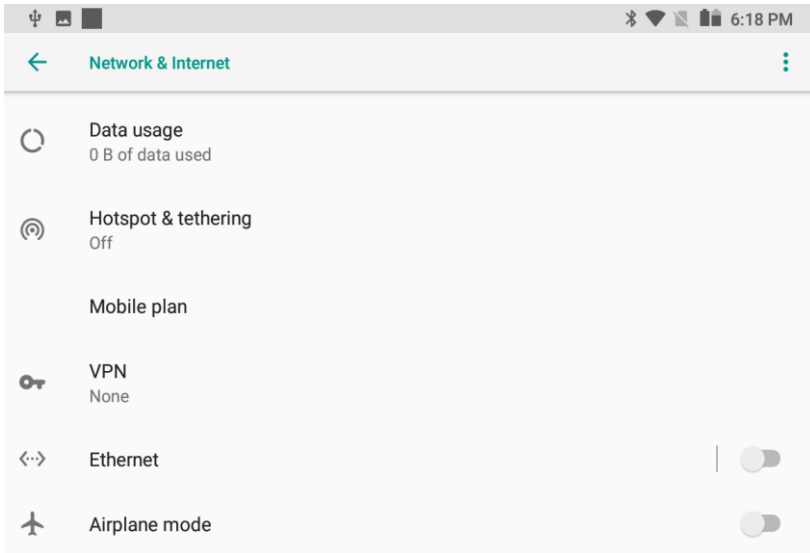 6:18 PM
Network & Internet
Data usage
0 B of data used
Hotspot & tethering
Off
Mobile plan
VPN
None
Ethernet
Airplane mode